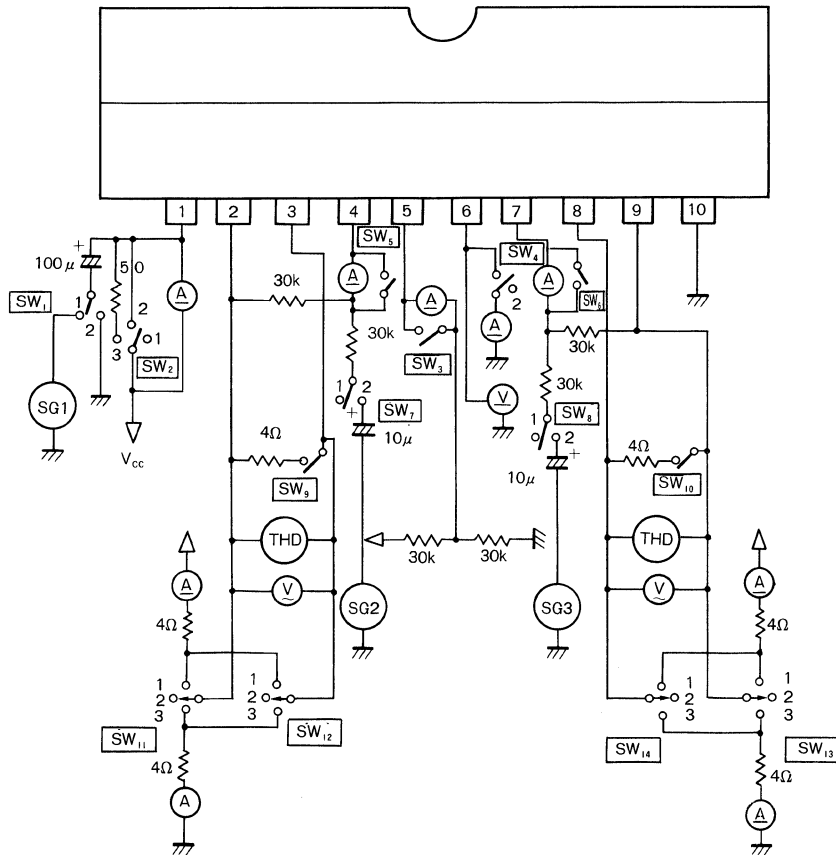 1 2 3 4 5 6 7 8 9 10
SW5
SW4
+
100μ
50
A
A
A
A
2
SW6
30k
SW1
1
2
2
3
1
SW2
A
30k
30k
SW3
30k
SG1
V
1 2
+
SW7
10μ
1
2
SW8
+
10μ
Vcc
4Ω
SW9
4Ω
SW10
THD
30k
30k
THD
A
V
SG2
SG3
V
A
4Ω
4Ω
1
2
3
1
2
3
1
2
3
1
2
3
SW11
SW12
SW14
SW13
4Ω
4Ω
A
A